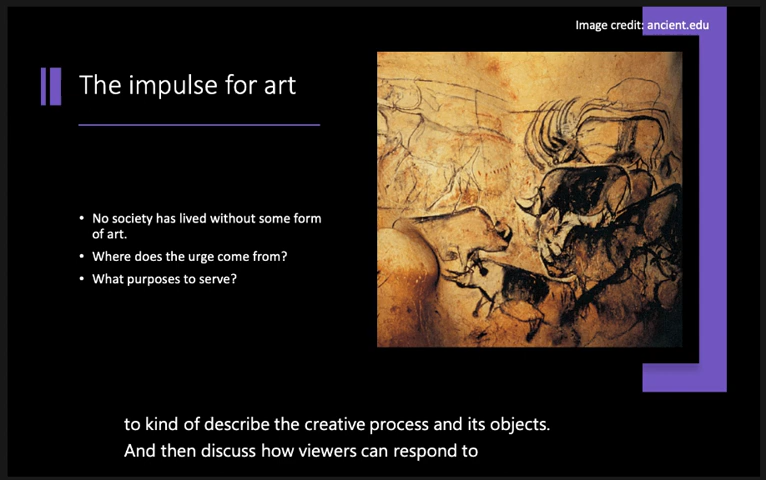 Image credit: ancient.edu
The impulse for art
• No society has lived without some form
of art.
• Where does the urge come from?
• What purposes to serve?
to kind of describe the creative process and its objects.
And then discuss how viewers can respond to